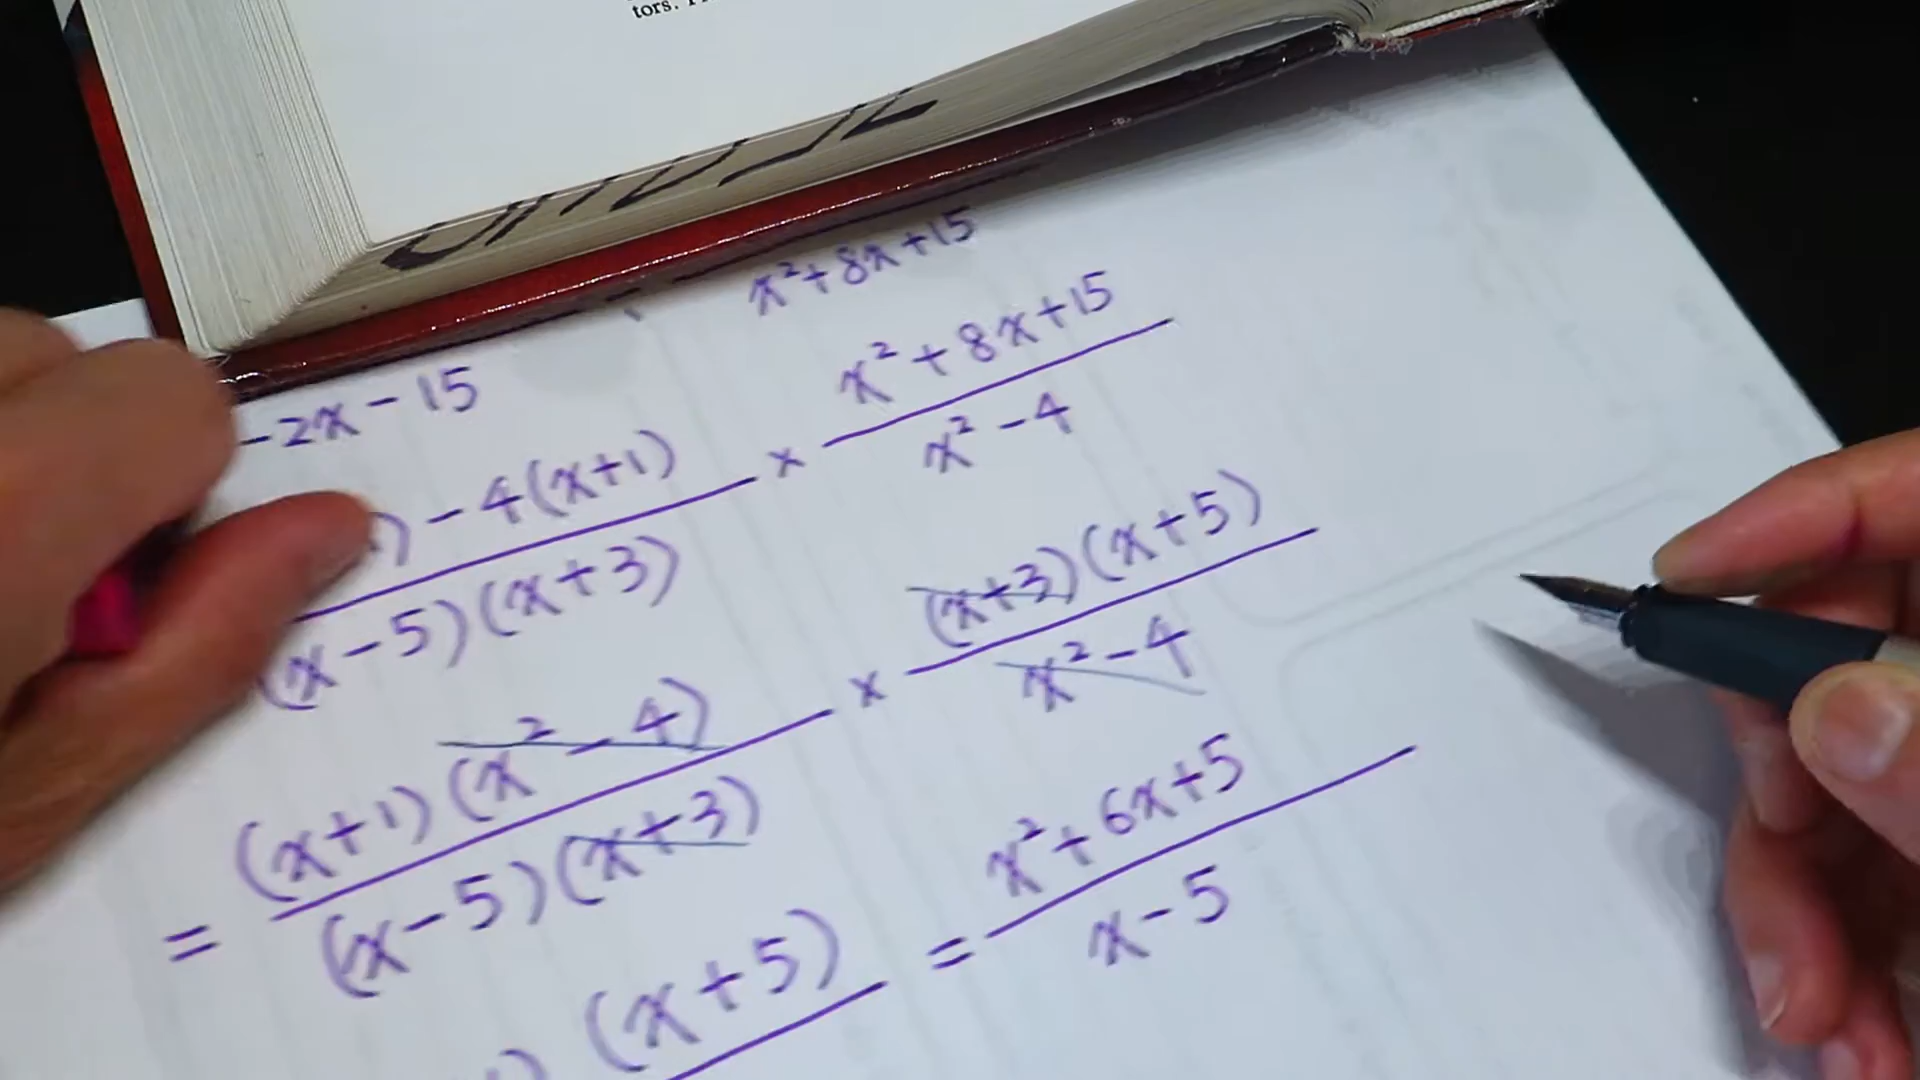 tors.
x²+8x+15
-2x-15
-4(x+1) × x²+8x+15
(x-5)(x+3) x²-4
(x+1)(x²-4) × (x+3)(x+5)
= (x-5)(x+3) x²-4
(x+5) = x²+6x+5
x-5